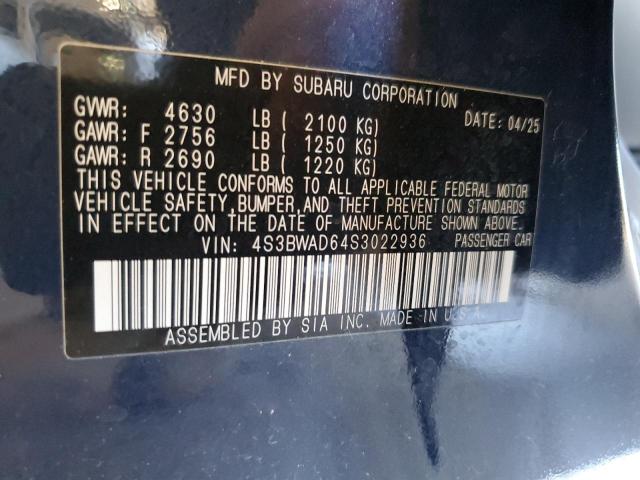 MFD BY SUBARU CORPORATION
GVWR: 4630 LB ( 2100 KG) DATE: 04/25
GAWR: F 2756 LB ( 1250 KG)
GAWR: R 2690 LB ( 1220 KG)
THIS VEHICLE CONFORMS TO ALL APPLICABLE FEDERAL MOTOR
VEHICLE SAFETY, BUMPER, AND THEFT PREVENTION STANDARDS
IN EFFECT ON THE DATE OF MANUFACTURE SHOWN ABOVE.
VIN: 4S3BWAD64S3022936 PASSENGER CAR
ASSEMBLED BY SIA INC. MADE IN U.S.A.